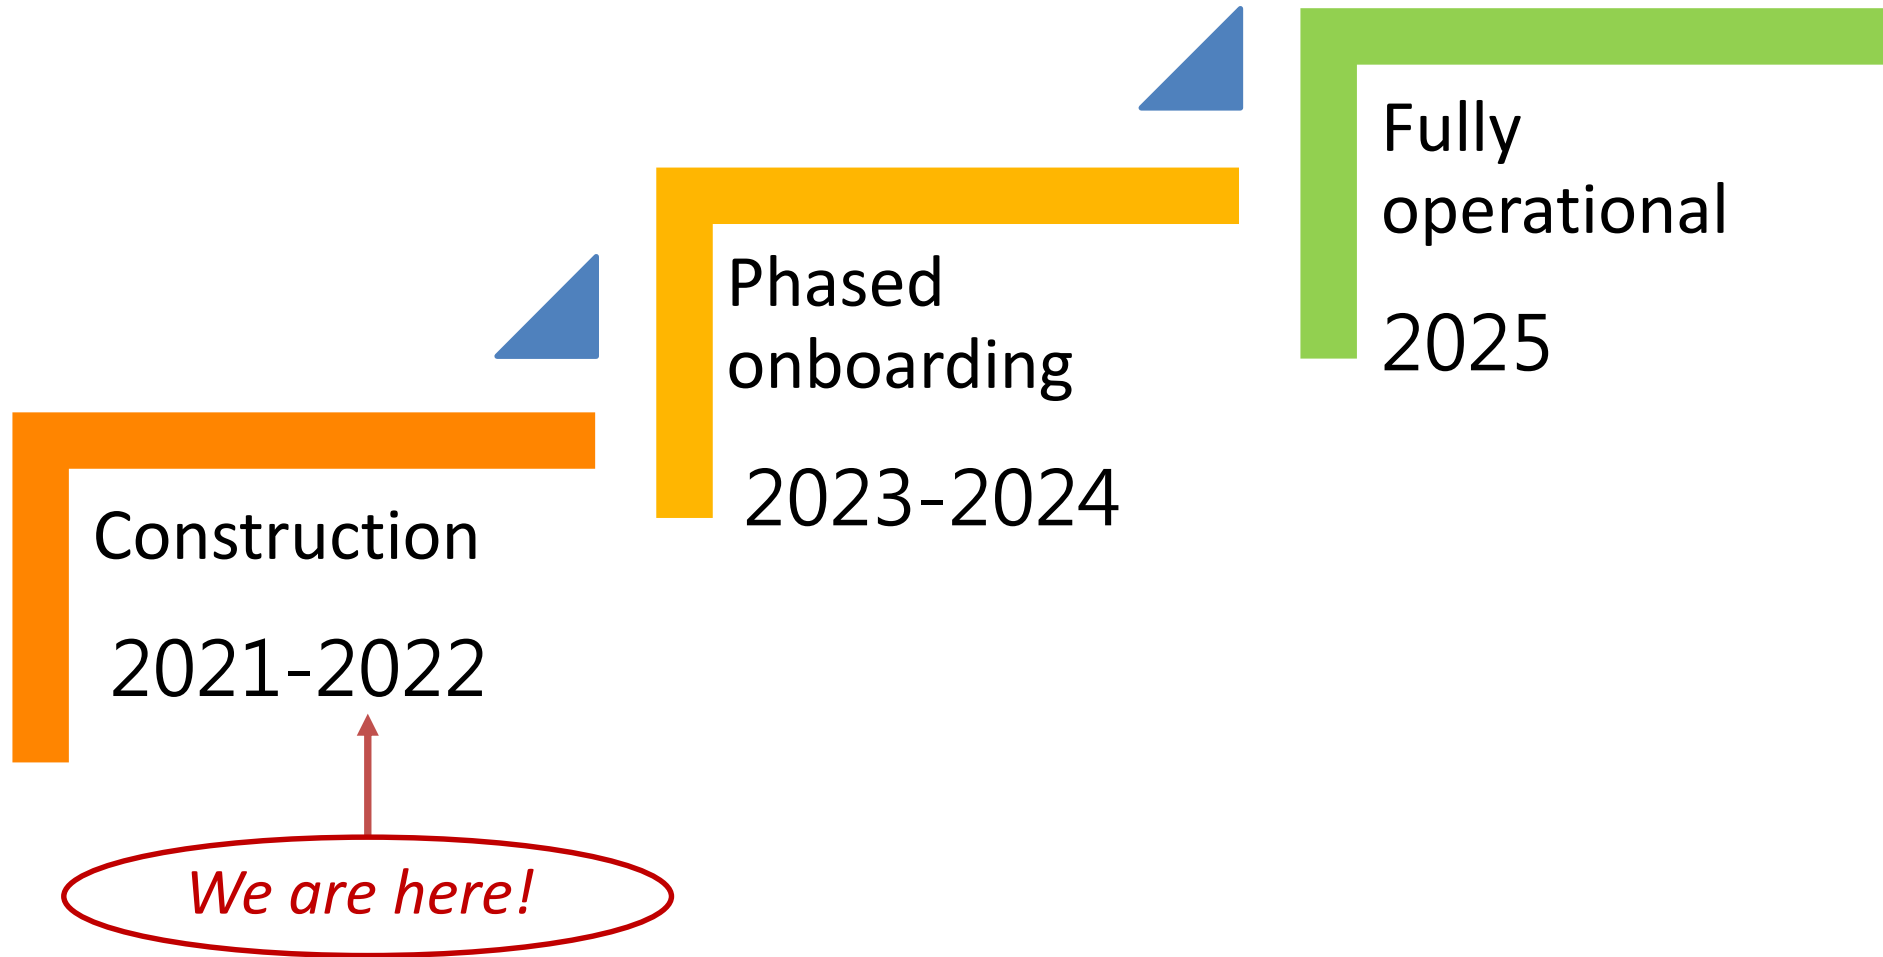 Construction
2021-2022
We are here!
Phased
onboarding
2023-2024
Fully
operational
2025